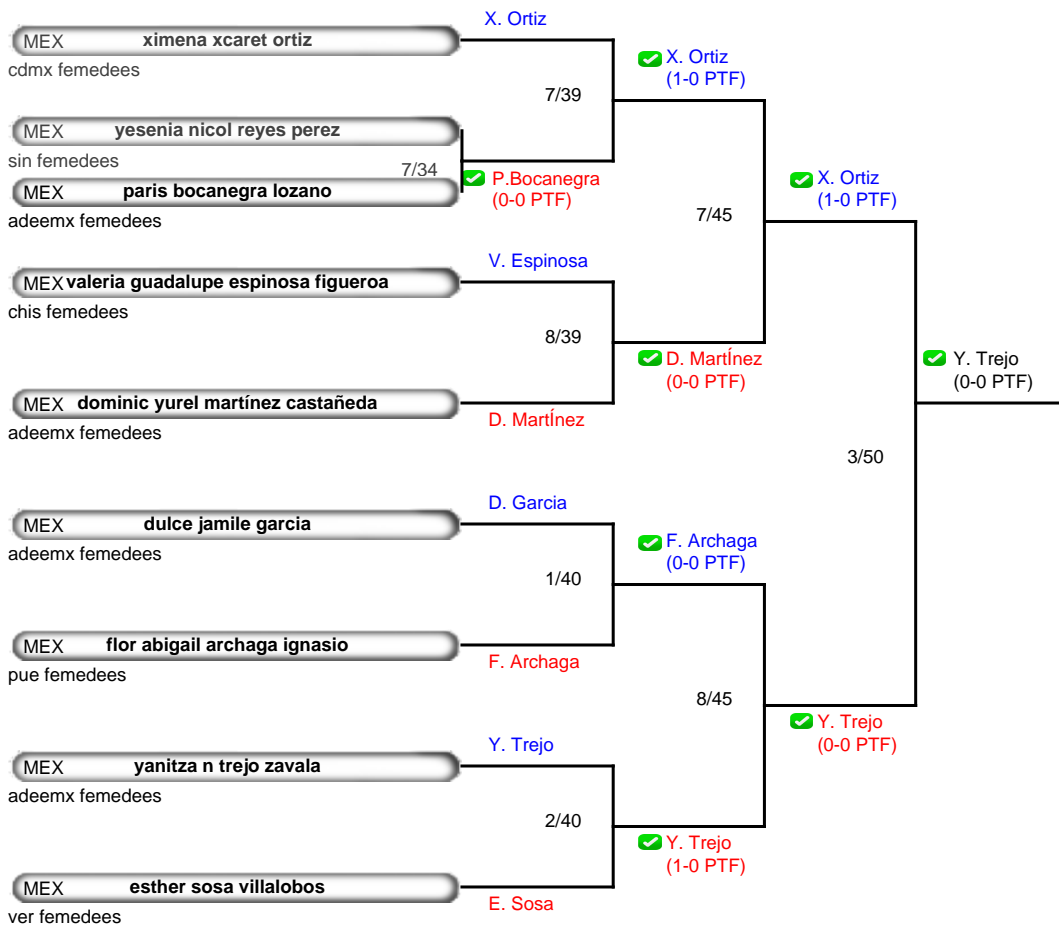 X. Ortiz
MEX ximena xcaret ortiz
cdmx femedees
X. Ortiz
(1-0 PTF)
7/39
MEX yesenia nicol reyes perez
sin femedees
7/34
P.Bocanegra
(0-0 PTF)
MEX paris bocanegra lozano
adeemx femedees
X. Ortiz
(1-0 PTF)
7/45
V. Espinosa
MEX valeria guadalupe espinosa figueroa
chis femedees
8/39
D. MartÍnez
(0-0 PTF)
MEX dominic yurel martínez castañeda
adeemx femedees
D. MartÍnez
Y. Trejo
(0-0 PTF)
3/50
D. Garcia
MEX dulce jamile garcia
adeemx femedees
F. Archaga
(0-0 PTF)
1/40
MEX flor abigail archaga ignasio
pue femedees
F. Archaga
8/45
Y. Trejo
(0-0 PTF)
Y. Trejo
MEX yanitza n trejo zavala
adeemx femedees
2/40
Y. Trejo
(1-0 PTF)
MEX esther sosa villalobos
ver femedees
E. Sosa